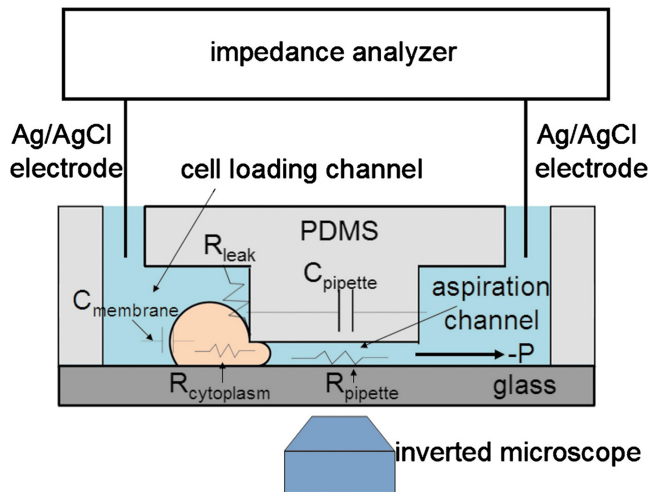 impedance analyzer
Ag/AgCl
electrode
Ag/AgCl
electrode
cell loading channel
PDMS
Rleak
Cpipette
aspiration
channel
Cmembrane
-P
Rcytoplasm
Rpipette
glass
inverted microscope